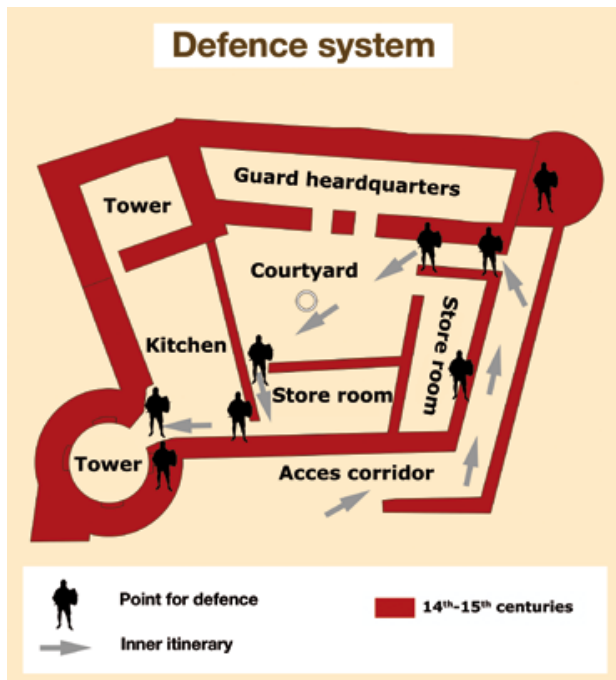 Defence system
Guard heardquarters
Tower
Courtyard
Kitchen
Store room
Store room
Tower
Acces corridor
Point for defence
14th-15th centuries
Inner itinerary